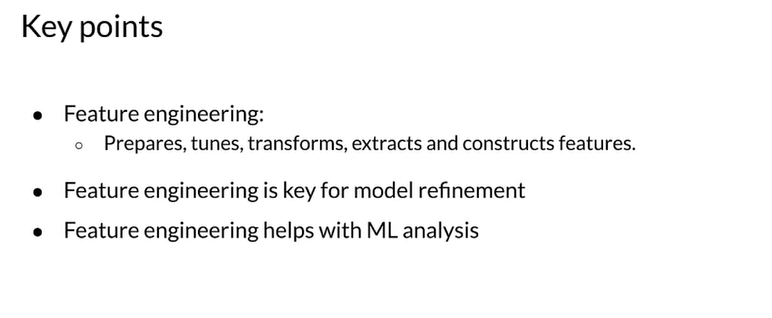 Key points
● Feature engineering:
○ Prepares, tunes, transforms, extracts and constructs features.
● Feature engineering is key for model refinement
● Feature engineering helps with ML analysis